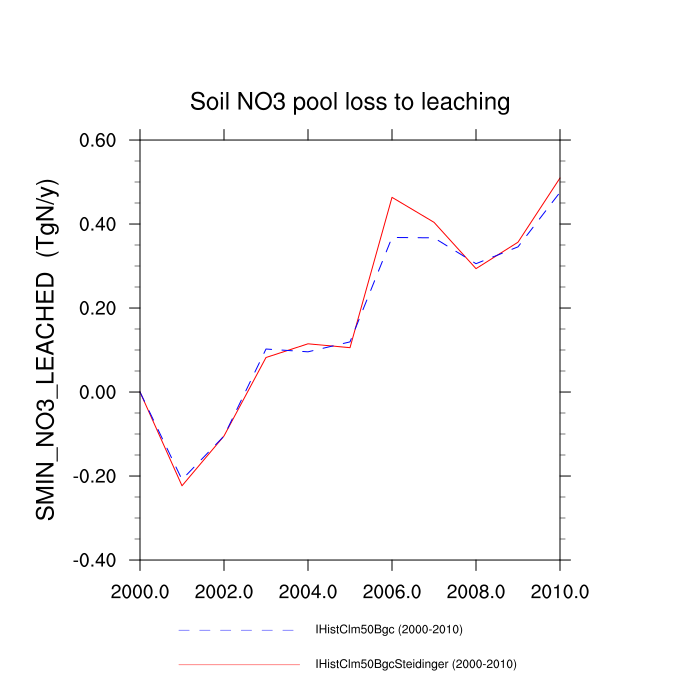 Soil NO3 pool loss to leaching
SMIN_NO3_LEACHED (TgN/y)
0.60
0.40
0.20
0.00
-0.20
-0.40
2000.0 2002.0 2004.0 2006.0 2008.0 2010.0
IHistClm50Bgc (2000-2010)
IHistClm50BgcSteidinger (2000-2010)